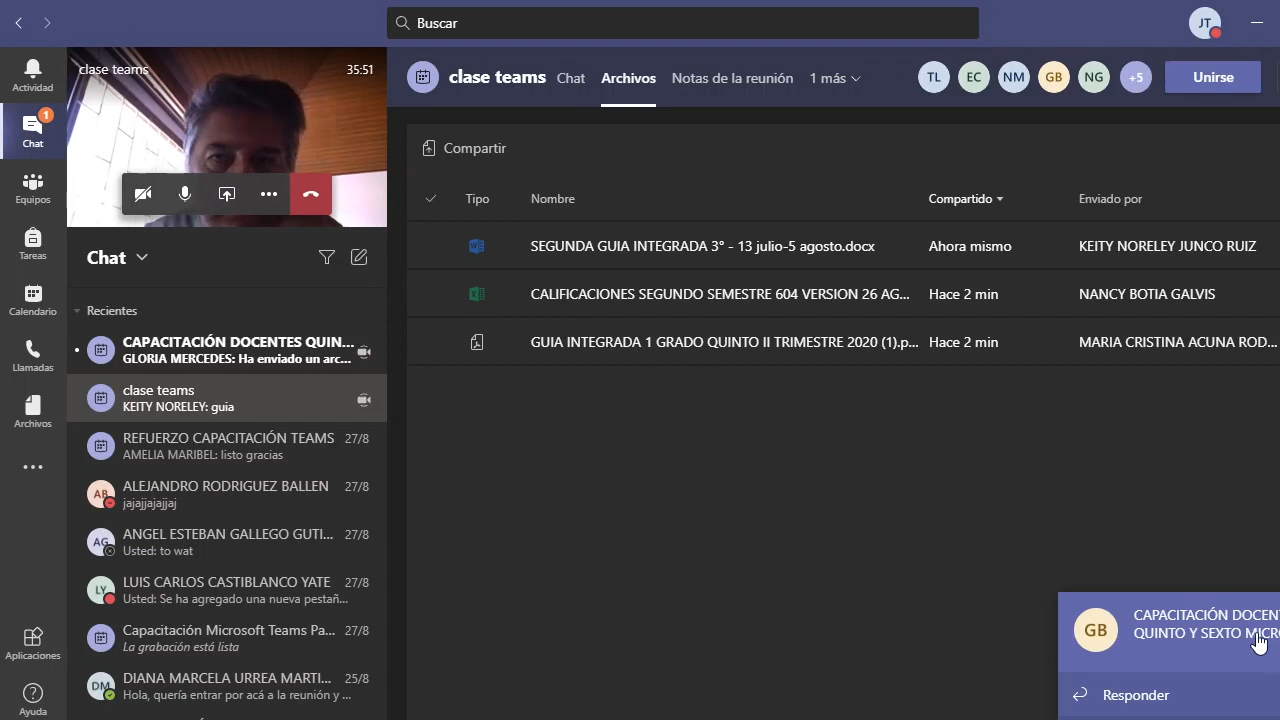 Buscar
JT
Actividad
1
Chat
Equipos
Tareas
Calendario
Llamadas
Archivos
Aplicaciones
Ayuda
clase teams
35:51
Chat
Recientes
CAPACITACIÓN DOCENTES QUIN...
GLORIA MERCEDES: Ha enviado un arc...
clase teams
KEITY NORELEY: guia
REFUERZO CAPACITACIÓN TEAMS 27/8
AMELIA MARIBEL: listo gracias
AB
ALEJANDRO RODRIGUEZ BALLEN 27/8
jajajjajajjaj
AG
ANGEL ESTEBAN GALLEGO GUTI... 27/8
Usted: to wat
LY
LUIS CARLOS CASTIBLANCO YATE 27/8
Usted: Se ha agregado una nueva pestañ...
Capacitación Microsoft Teams Pa... 27/8
La grabación está lista
DM
DIANA MARCELA URREA MARTI... 25/8
Hola, quería entrar por acá a la reunión y ...
clase teams Chat Archivos Notas de la reunión 1 más
TL EC NM GB NG +5 Unirse
Compartir
Tipo Nombre Compartido Enviado por
SEGUNDA GUIA INTEGRADA 3° - 13 julio-5 agosto.docx Ahora mismo KEITY NORELEY JUNCO RUIZ
CALIFICACIONES SEGUNDO SEMESTRE 604 VERSION 26 AG... Hace 2 min NANCY BOTIA GALVIS
GUIA INTEGRADA 1 GRADO QUINTO II TRIMESTRE 2020 (1).p... Hace 2 min MARIA CRISTINA ACUNA ROD...
GB
CAPACITACIÓN DOCEN
QUINTO Y SEXTO MICR
Responder